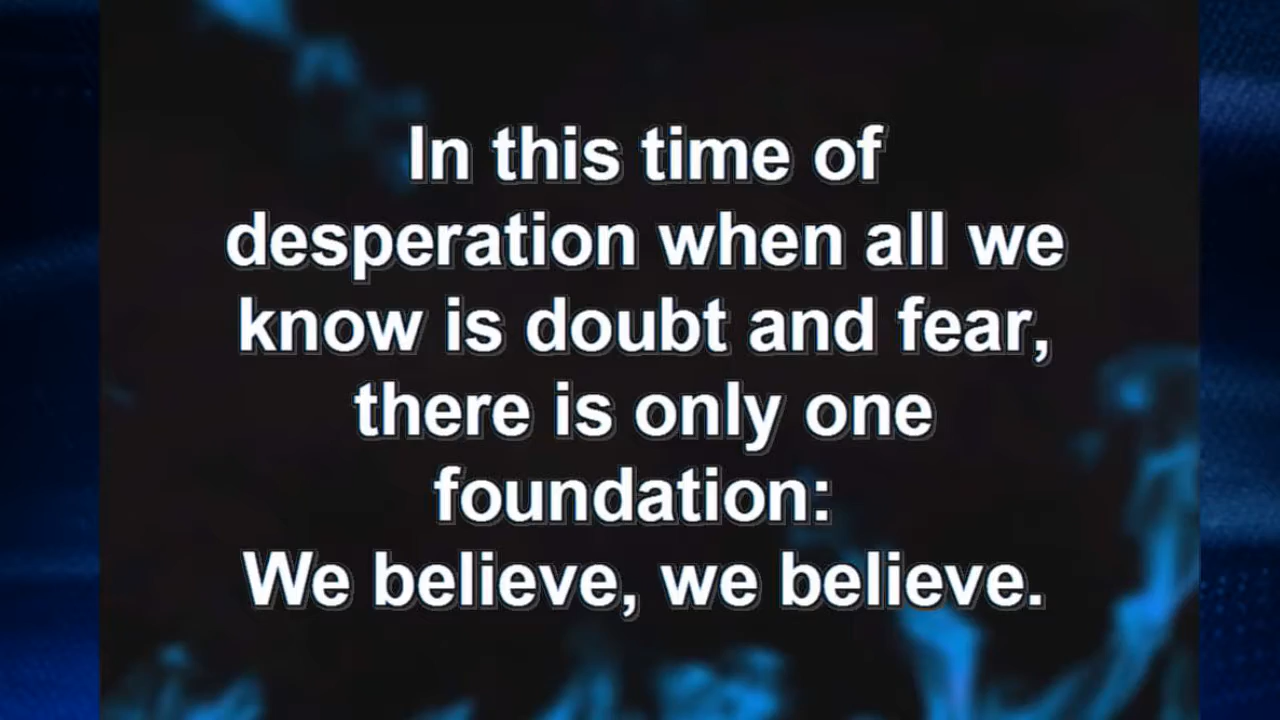 In this time of
desperation when all we
know is doubt and fear,
there is only one
foundation:
We believe, we believe.